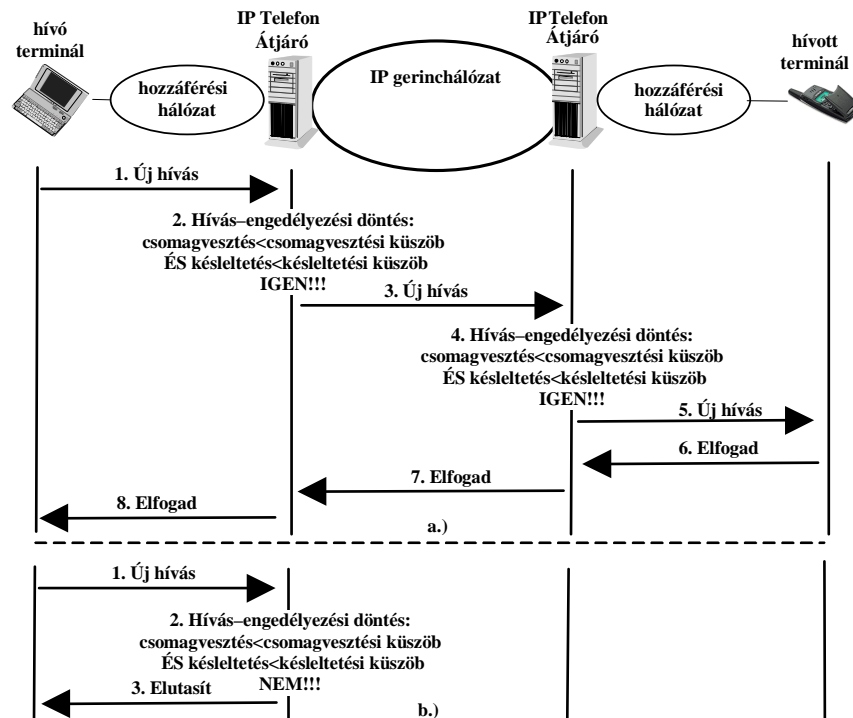 hívó
terminál
IP Telefon
Átjáró
IP Telefon
Átjáró
hívott
terminál
hozzáférési
hálózat
IP gerinchálózat
hozzáférési
hálózat
1. Új hívás
2. Hívás–engedélyezési döntés:
csomagvesztés<csomagvesztési küszöb
ÉS késleltetés<késleltetési küszöb
IGEN!!!
3. Új hívás
4. Hívás–engedélyezési döntés:
csomagvesztés<csomagvesztési küszöb
ÉS késleltetés<késleltetési küszöb
IGEN!!!
5. Új hívás
6. Elfogad
7. Elfogad
8. Elfogad
a.)
1. Új hívás
2. Hívás–engedélyezési döntés:
csomagvesztés<csomagvesztési küszöb
ÉS késleltetés<késleltetési küszöb
NEM!!!
3. Elutasít
b.)